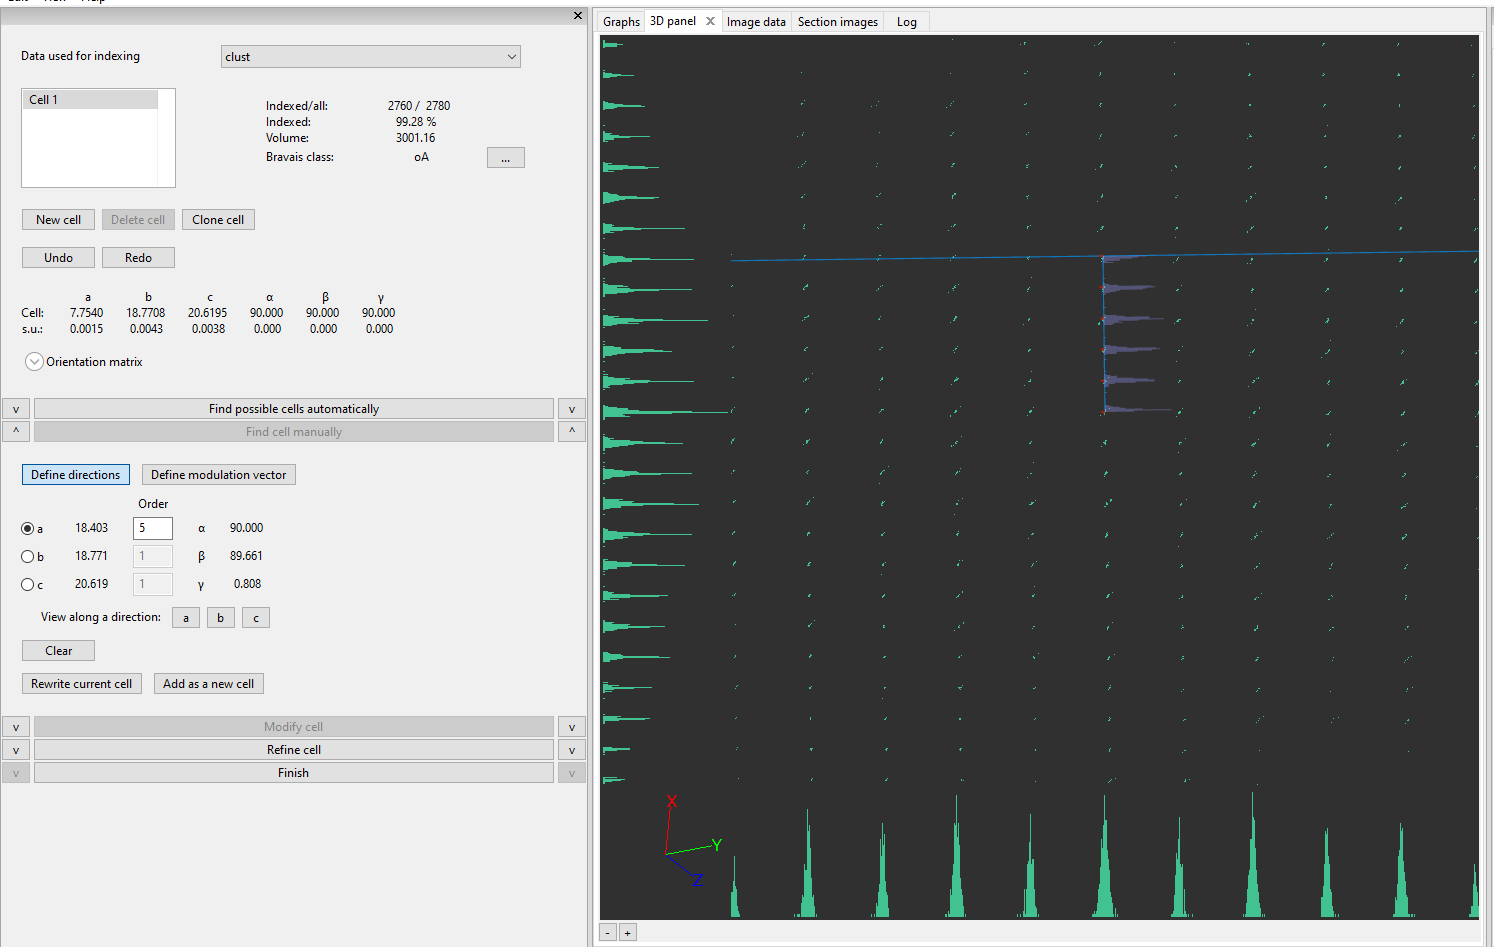 Edit View Help
Graphs 3D panel Image data Section images Log
Data used for indexing clust
Cell 1
Indexed/all: 2760 / 2780
Indexed: 99.28 %
Volume: 3001.16
Bravais class: oA ...
New cell Delete cell Clone cell
Undo Redo
a b c α β γ
Cell: 7.7540 18.7708 20.6195 90.000 90.000 90.000
s.u.: 0.0015 0.0043 0.0038 0.000 0.000 0.000
Orientation matrix
v Find possible cells automatically v
^ Find cell manually ^
Define directions Define modulation vector
Order
a 18.403 5 α 90.000
b 18.771 1 β 89.661
c 20.619 1 γ 0.808
View along a direction: a b c
Clear
Rewrite current cell Add as a new cell
v Modify cell v
v Refine cell v
v Finish v
X
Y
Z
- +